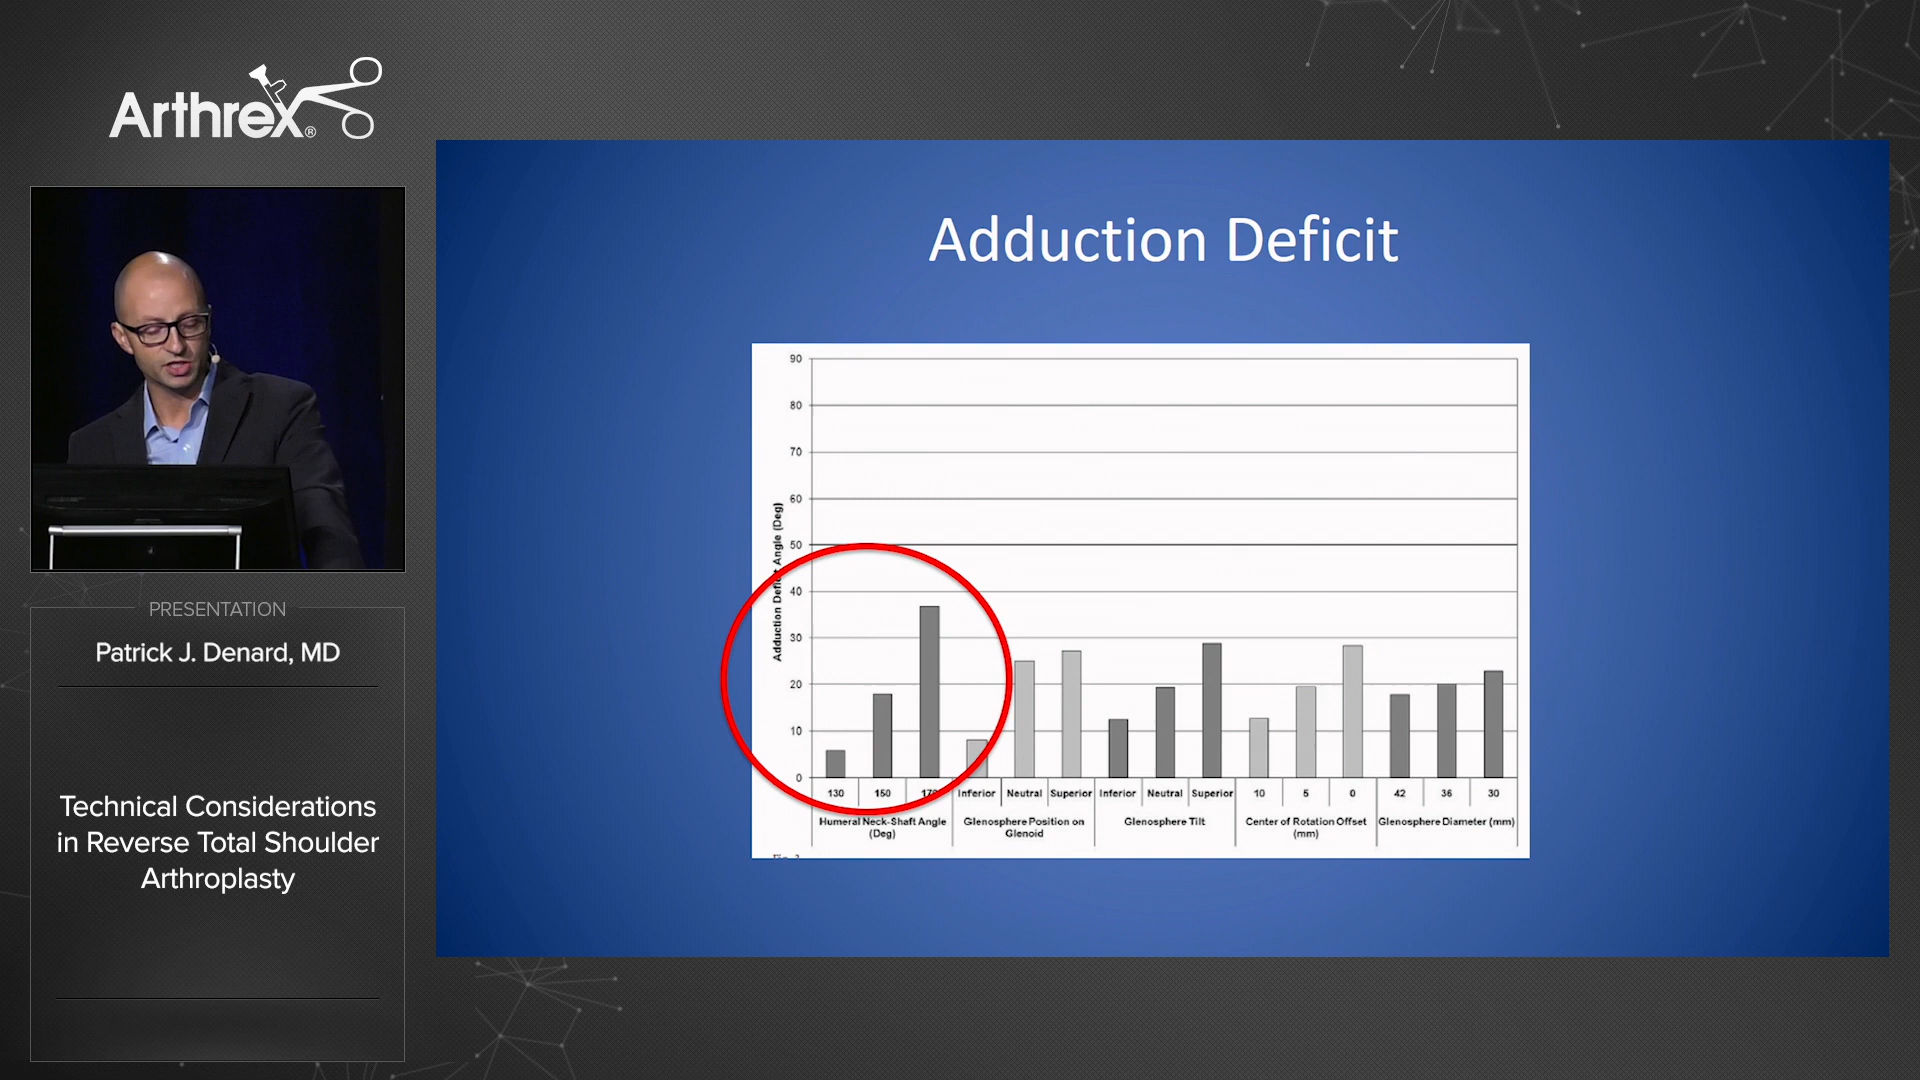 Arthrex®
PRESENTATION
Patrick J. Denard, MD
Technical Considerations
in Reverse Total Shoulder
Arthroplasty
Adduction Deficit
Adduction Deficit Angle (Deg)
90
80
70
60
50
40
30
20
10
0
130 150 170 Inferior Neutral Superior Inferior Neutral Superior 10 5 0 42 36 30
Humeral Neck-Shaft Angle (Deg)
Glenosphere Position on Glenoid
Glenosphere Tilt
Center of Rotation Offset (mm)
Glenosphere Diameter (mm)